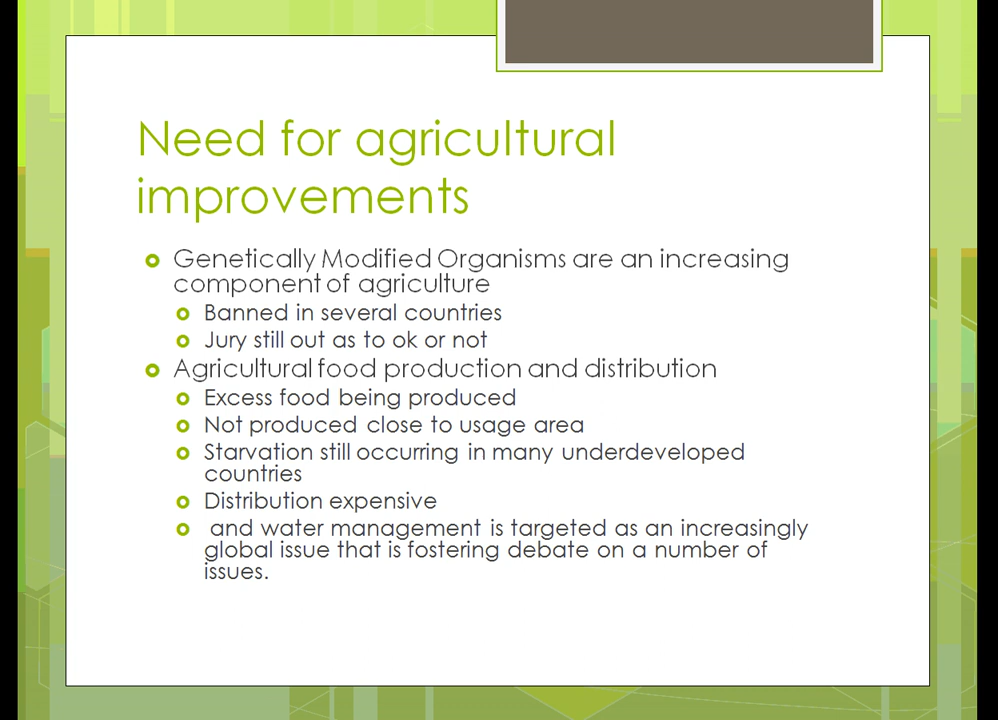 Need for agricultural
improvements
Genetically Modified Organisms are an increasing
component of agriculture
Banned in several countries
Jury still out as to ok or not
Agricultural food production and distribution
Excess food being produced
Not produced close to usage area
Starvation still occurring in many underdeveloped
countries
Distribution expensive
and water management is targeted as an increasingly
global issue that is fostering debate on a number of
issues.